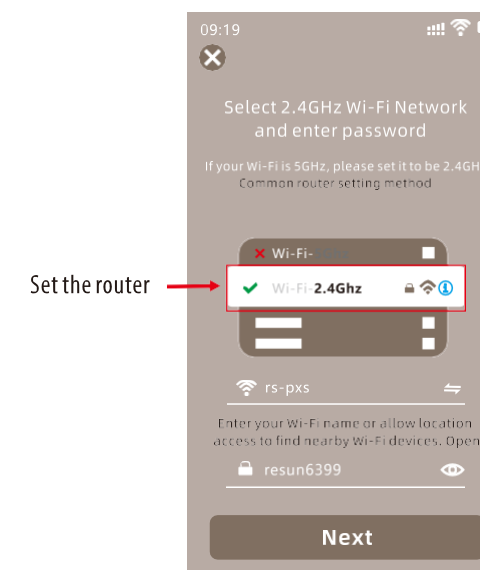 09:19
Select 2.4GHz Wi-Fi Network
and enter password
If your Wi-Fi is 5GHz, please set it to be 2.4GH
Common router setting method
Wi-Fi-
Set the router
Wi-Fi-2.4Ghz
rs-pxs
Enter your Wi-Fi name or allow location
access to find nearby Wi-Fi devices. Open
resun6399
Next